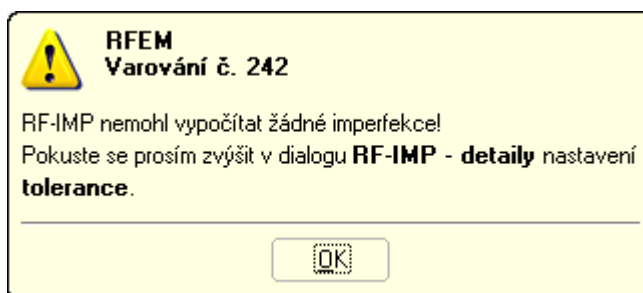 RFEM
Varování č. 242
RF-IMP nemohl vypočítat žádné imperfekce!
Pokuste se prosím zvýšit v dialogu RF-IMP - detaily nastavení
tolerance.
OK